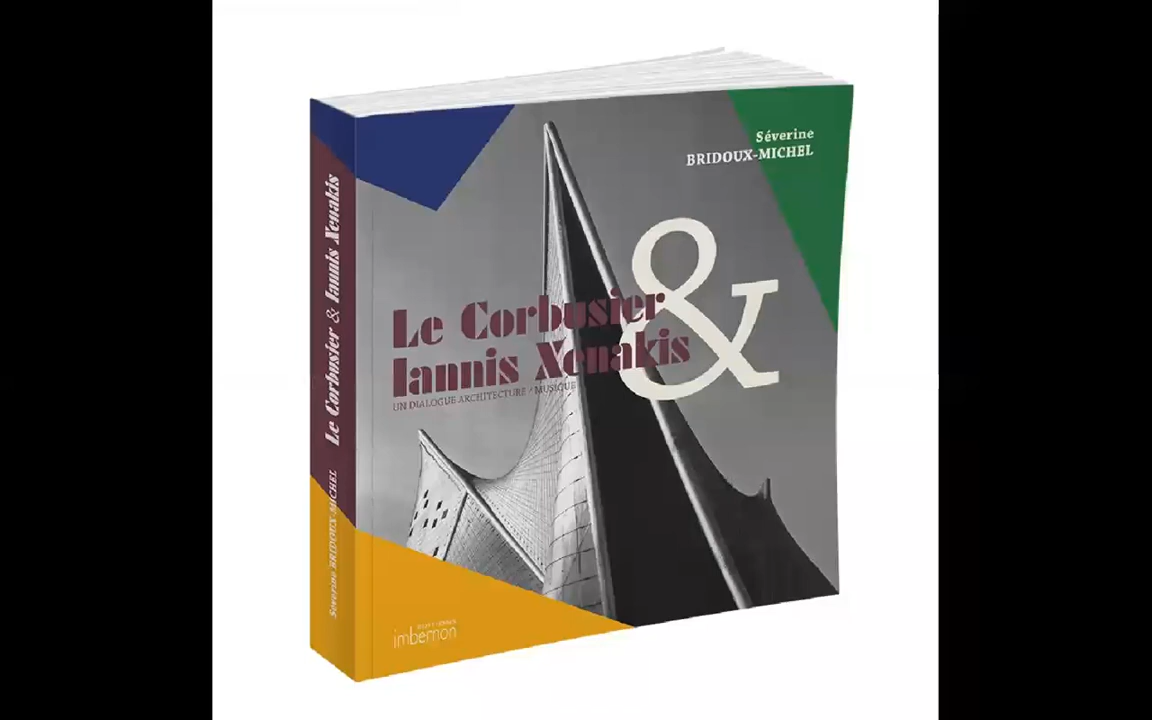 Séverine
BRIDOUX-MICHEL
&
Le Corbusier
Iannis Xenakis
UN DIALOGUE ARCHITECTURE / MUSIQUE
imbernon
Le Corbusier & Iannis Xenakis
Séverine BRIDOUX-MICHEL